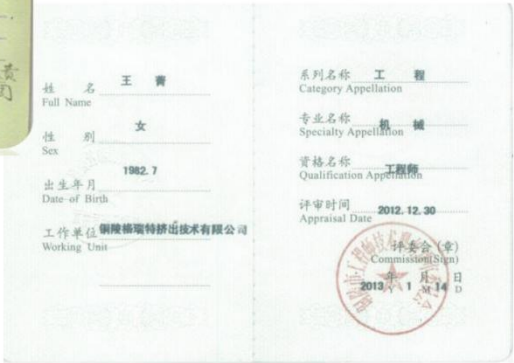 姓 名 王 菁
Full Name
性 别 女
Sex
1982.7
出生年月
Date of Birth
工作单位 铜陵格瑞特挤出技术有限公司
Working Unit
系列名称 工 程
Category Appellation
专业名称 机 械
Specialty Appellation
资格名称 工程师
Qualification Appellation
评审时间 2012.12.30
Appraisal Date
评委会(章)
Commission(Sign)
年 月 日
2013 Y 1 M 14 D
费